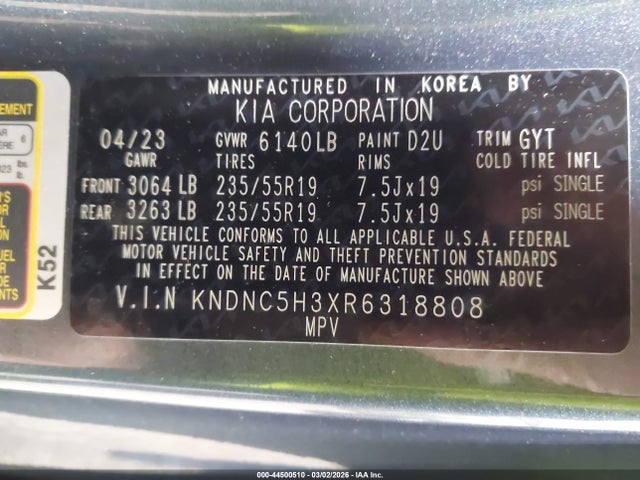 MANUFACTURED IN KOREA BY
KIA CORPORATION
04/23 GVWR 6140LB PAINT D2U TRIM GYT
GAWR TIRES RIMS COLD TIRE INFL
FRONT 3064 LB 235/55R19 7.5Jx19 psi SINGLE
REAR 3263 LB 235/55R19 7.5Jx19 psi SINGLE
THIS VEHICLE CONFORMS TO ALL APPLICABLE U.S.A. FEDERAL
MOTOR VEHICLE SAFETY AND THEFT PREVENTION STANDARDS
IN EFFECT ON THE DATE OF MANUFACTURE SHOWN ABOVE
V.I.N KNDNC5H3XR6318808
MPV
K52
000-44500510 - 03/02/2026 - IAA Inc.